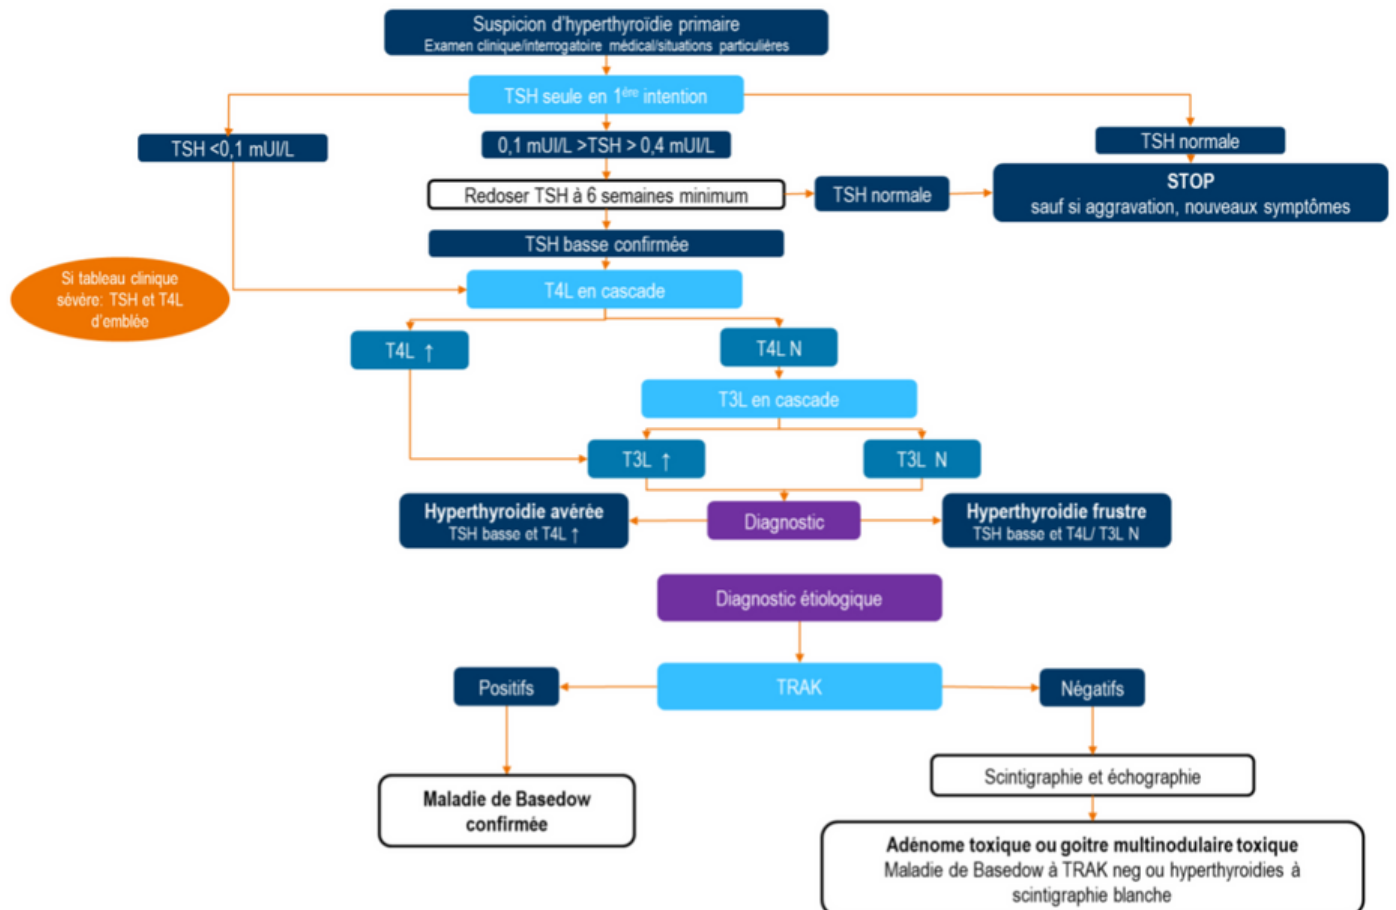 Suspicion d'hyperthyroïdie primaire
Examen clinique/interrogatoire médical/situations particulières
TSH seule en 1ère intention
TSH <0,1 mUI/L
0,1 mUI/L >TSH > 0,4 mUI/L
TSH normale
Redoser TSH à 6 semaines minimum
TSH normale
STOP
sauf si aggravation, nouveaux symptômes
TSH basse confirmée
Si tableau clinique
sévère: TSH et T4L
d'emblée
T4L en cascade
T4L ↑
T4L N
T3L en cascade
T3L ↑
T3L N
Hyperthyroidie avérée
TSH basse et T4L ↑
Diagnostic
Hyperthyroidie frustre
TSH basse et T4L/ T3L N
Diagnostic étiologique
Positifs
TRAK
Négatifs
Scintigraphie et échographie
Maladie de Basedow
confirmée
Adénome toxique ou goitre multinodulaire toxique
Maladie de Basedow à TRAK neg ou hyperthyroidies à
scintigraphie blanche